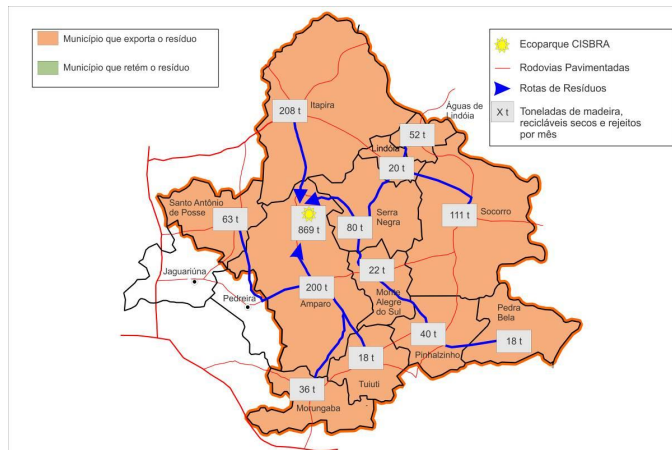 Município que exporta o resíduo
Município que retém o resíduo
Ecoparque CISBRA
Rodovias Pavimentadas
Rotas de Resíduos
X t
Toneladas de madeira,
recicláveis secos e rejeitos
por mês
208 t
Itapira
Águas de
Lindóia
52 t
Lindóia
20 t
Santo Antônio
de Posse
63 t
869 t
80 t
Serra
Negra
111 t
Socorro
Jaguariúna
Pedreira
200 t
Amparo
22 t
Monte
Alegre
do Sul
Pedra
Bela
40 t
Pinhalzinho
18 t
18 t
Tuiuti
36 t
Morungaba